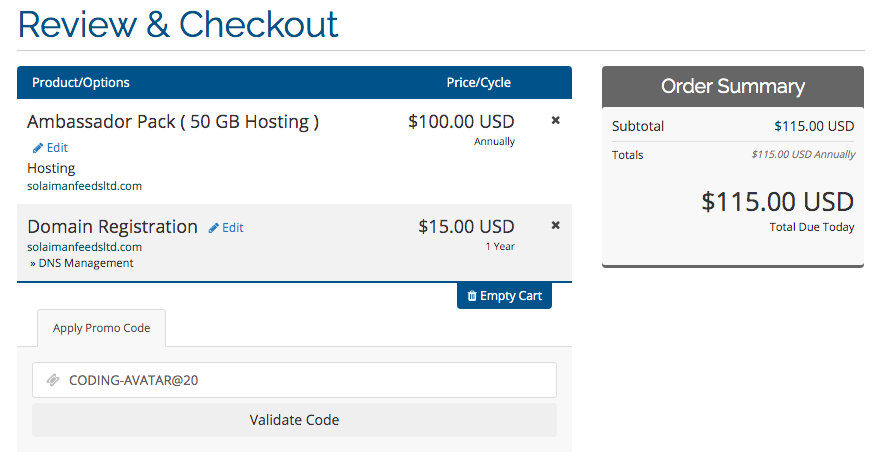 Review & Checkout
Product/Options Price/Cycle
Ambassador Pack ( 50 GB Hosting ) $100.00 USD
Edit Annually
Hosting
solaimanfeedsltd.com
Domain Registration Edit $15.00 USD
solaimanfeedsltd.com 1 Year
» DNS Management
Empty Cart
Apply Promo Code
CODING-AVATAR@20
Validate Code
Order Summary
Subtotal $115.00 USD
Totals $115.00 USD Annually
$115.00 USD
Total Due Today